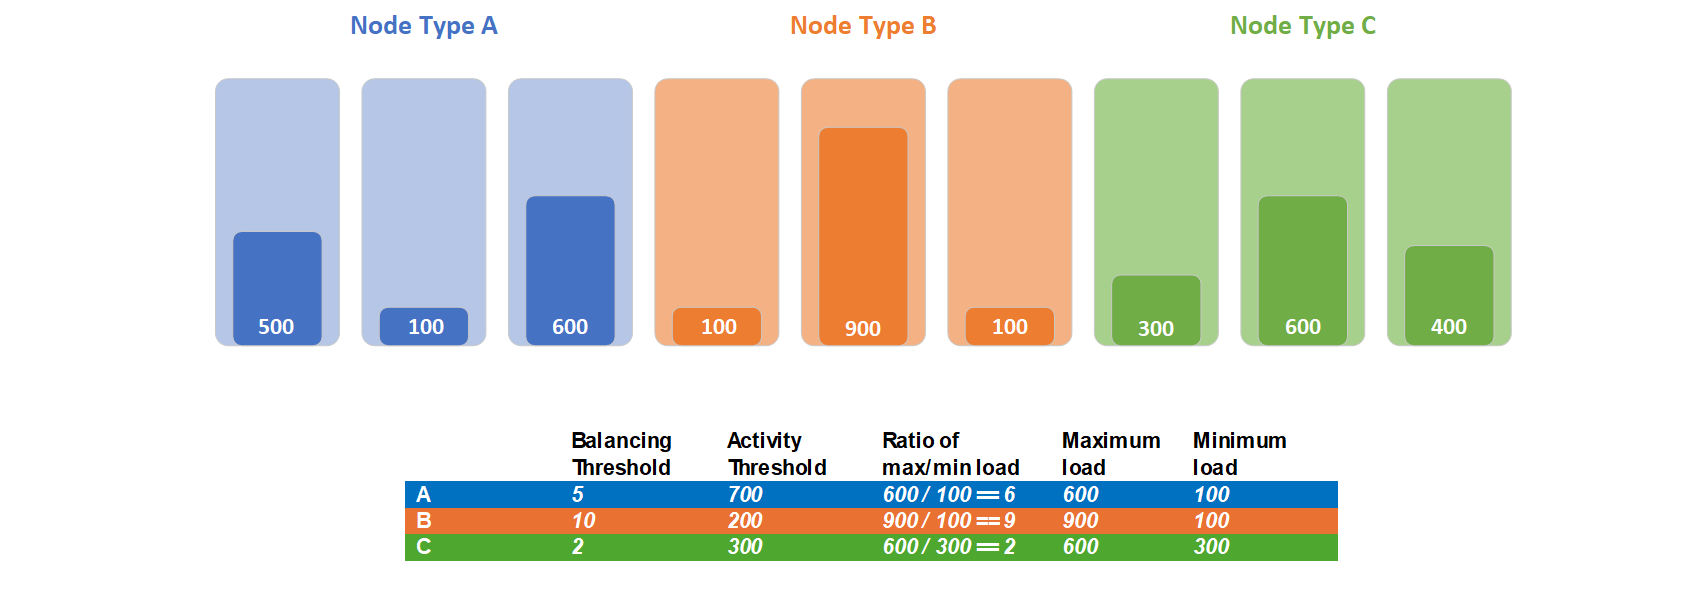 Node Type A Node Type B Node Type C
500 100 600 100 900 100 300 600 400
Balancing Threshold Activity Threshold Ratio of max/min load Maximum load Minimum load
A 5 700 600 / 100 == 6 600 100
B 10 200 900 / 100 == 9 900 100
C 2 300 600 / 300 == 2 600 300